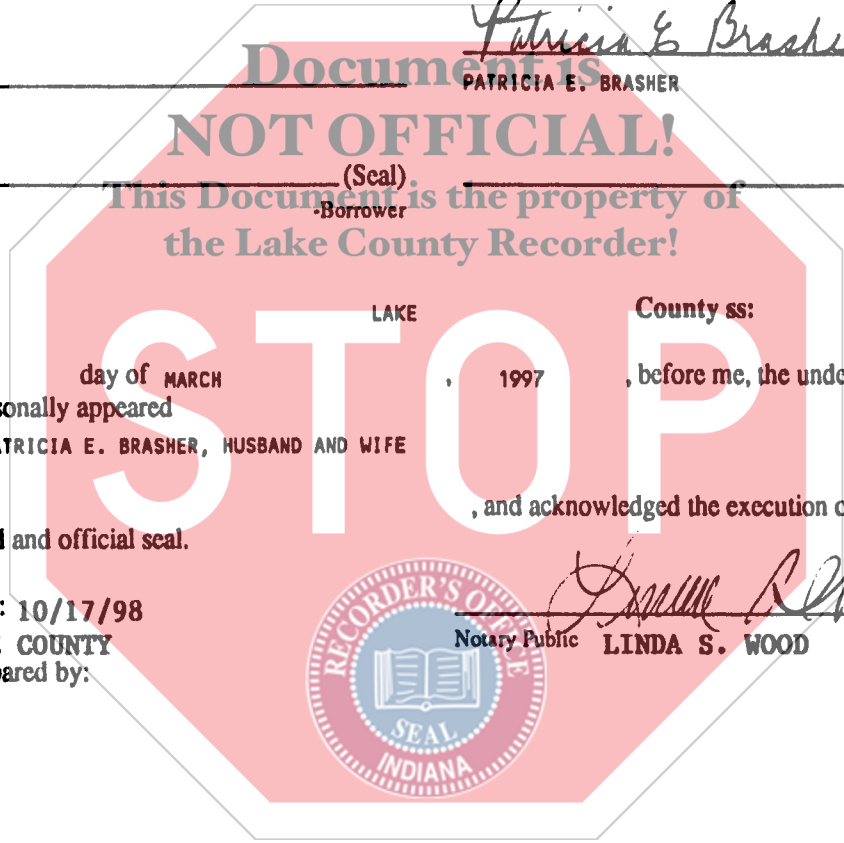 Patricia E Brashe
PATRICIA E. BRASHER
Document is
NOT OFFICIAL!
(Seal)
-Borrower
This Document is the property of
the Lake County Recorder!
LAKE County ss:
day of MARCH , 1997 , before me, the unde
sonally appeared
ATRICIA E. BRASHER, HUSBAND AND WIFE
STOP
, and acknowledged the execution o
and official seal.
: 10/17/98
COUNTY
Notary Public LINDA S. WOOD
ared by:
RECORDER'S OFFICE
SEAL
INDIANA